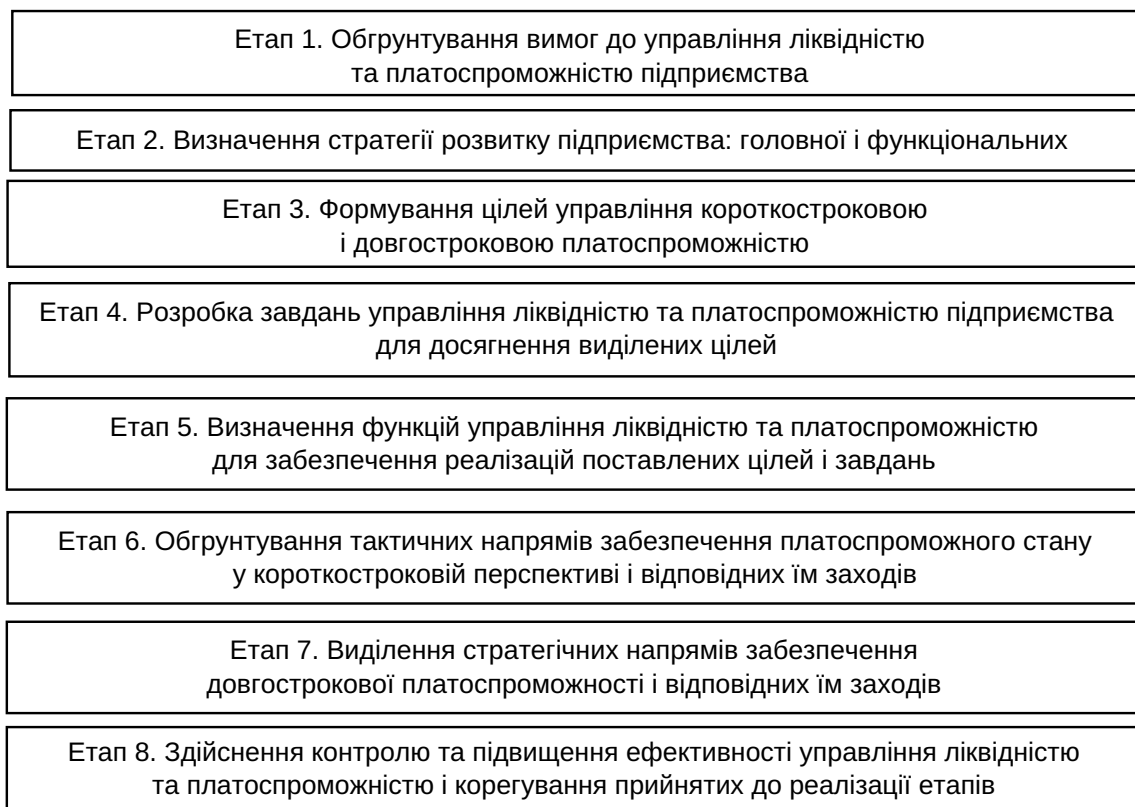 Етап 1. Обгрунтування вимог до управління ліквідністю
та платоспроможністю підприємства
Етап 2. Визначення стратегії розвитку підприємства: головної і функціональних
Етап 3. Формування цілей управління короткостроковою
і довгостроковою платоспроможністю
Етап 4. Розробка завдань управління ліквідністю та платоспроможністю підприємства
для досягнення виділених цілей
Етап 5. Визначення функцій управління ліквідністю та платоспроможністю
для забезпечення реалізацій поставлених цілей і завдань
Етап 6. Обгрунтування тактичних напрямів забезпечення платоспроможного стану
у короткостроковій перспективі і відповідних їм заходів
Етап 7. Виділення стратегічних напрямів забезпечення
довгострокової платоспроможності і відповідних їм заходів
Етап 8. Здійснення контролю та підвищення ефективності управління ліквідністю
та платоспроможністю і корегування прийнятих до реалізації етапів